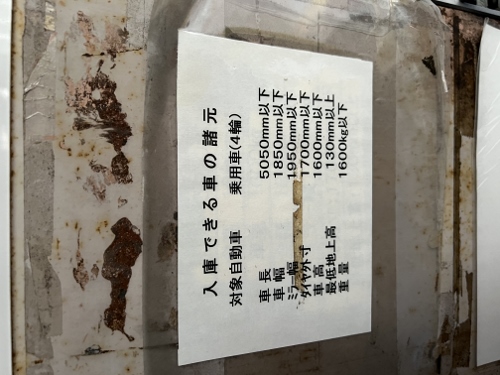 入庫できる車の諸元
対象自動車 乗用車(4輪)
車長 5050mm以下
車幅 1850mm以下
ミラー幅 1950mm以下
タイヤ外寸 1700mm以下
車高 1600mm以下
最低地上高 130mm以上
重量 1600kg以下